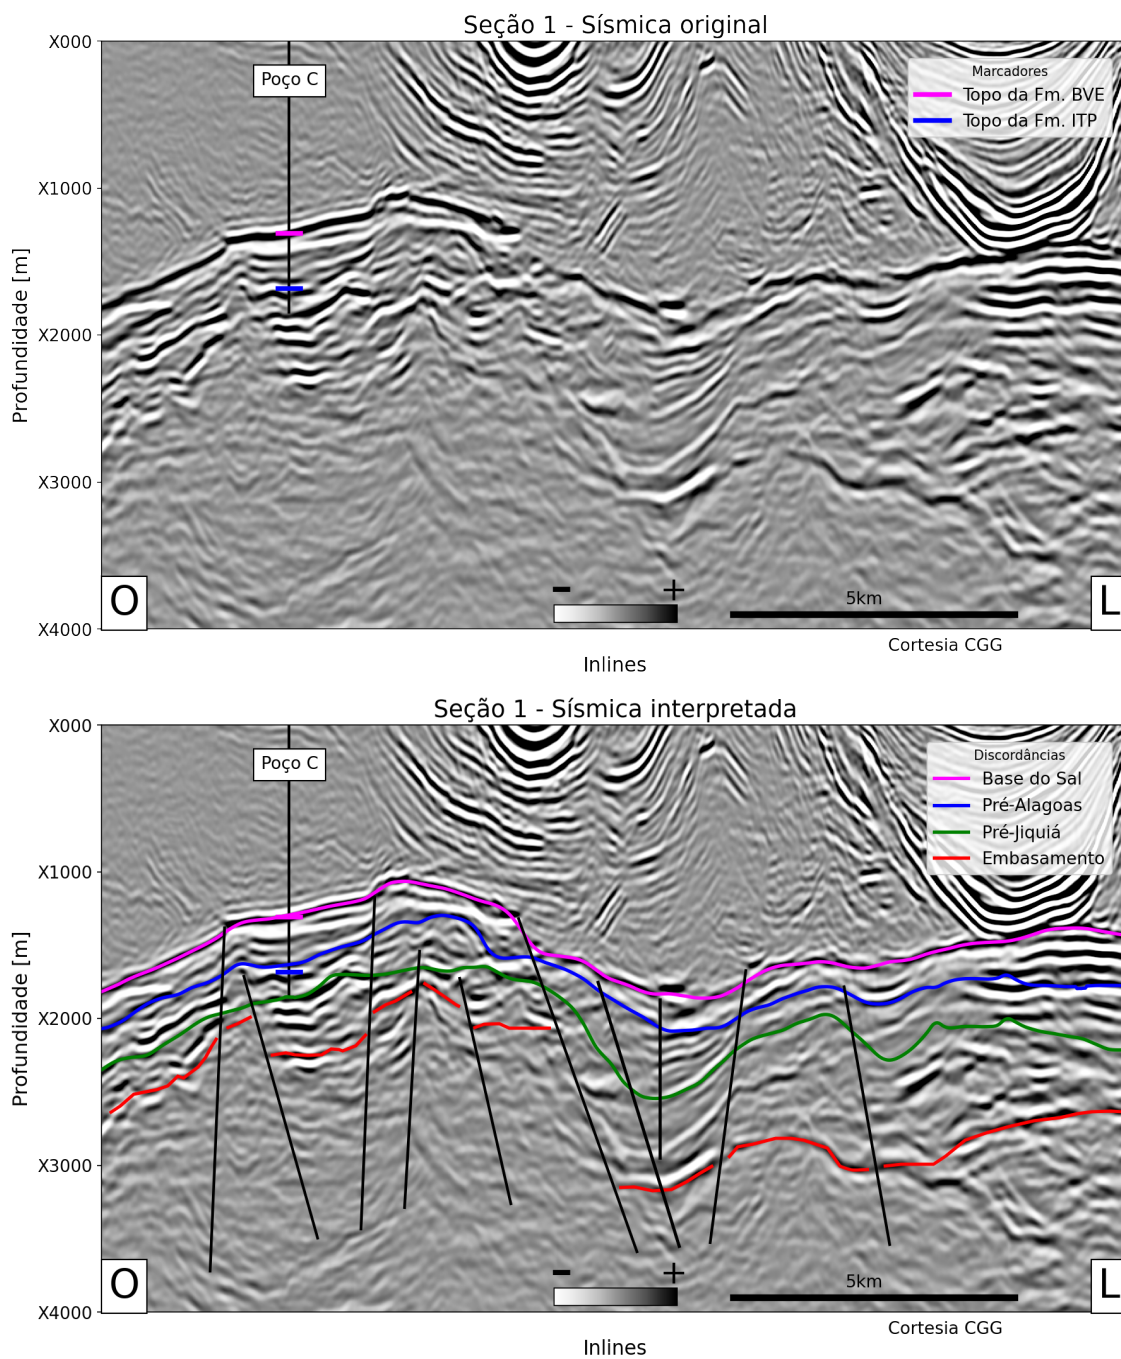 Seção 1 - Sísmica original
X000
Poço C
Marcadores
Topo da Fm. BVE
Topo da Fm. ITP
X1000
Profundidade [m]
X2000
X3000
- +
O
5km
L
X4000
Cortesia CGG
Inlines
Seção 1 - Sísmica interpretada
X000
Poço C
Discordâncias
Base do Sal
Pré-Alagoas
Pré-Jiquiá
Embasamento
X1000
Profundidade [m]
X2000
X3000
- +
O
5km
L
X4000
Cortesia CGG
Inlines